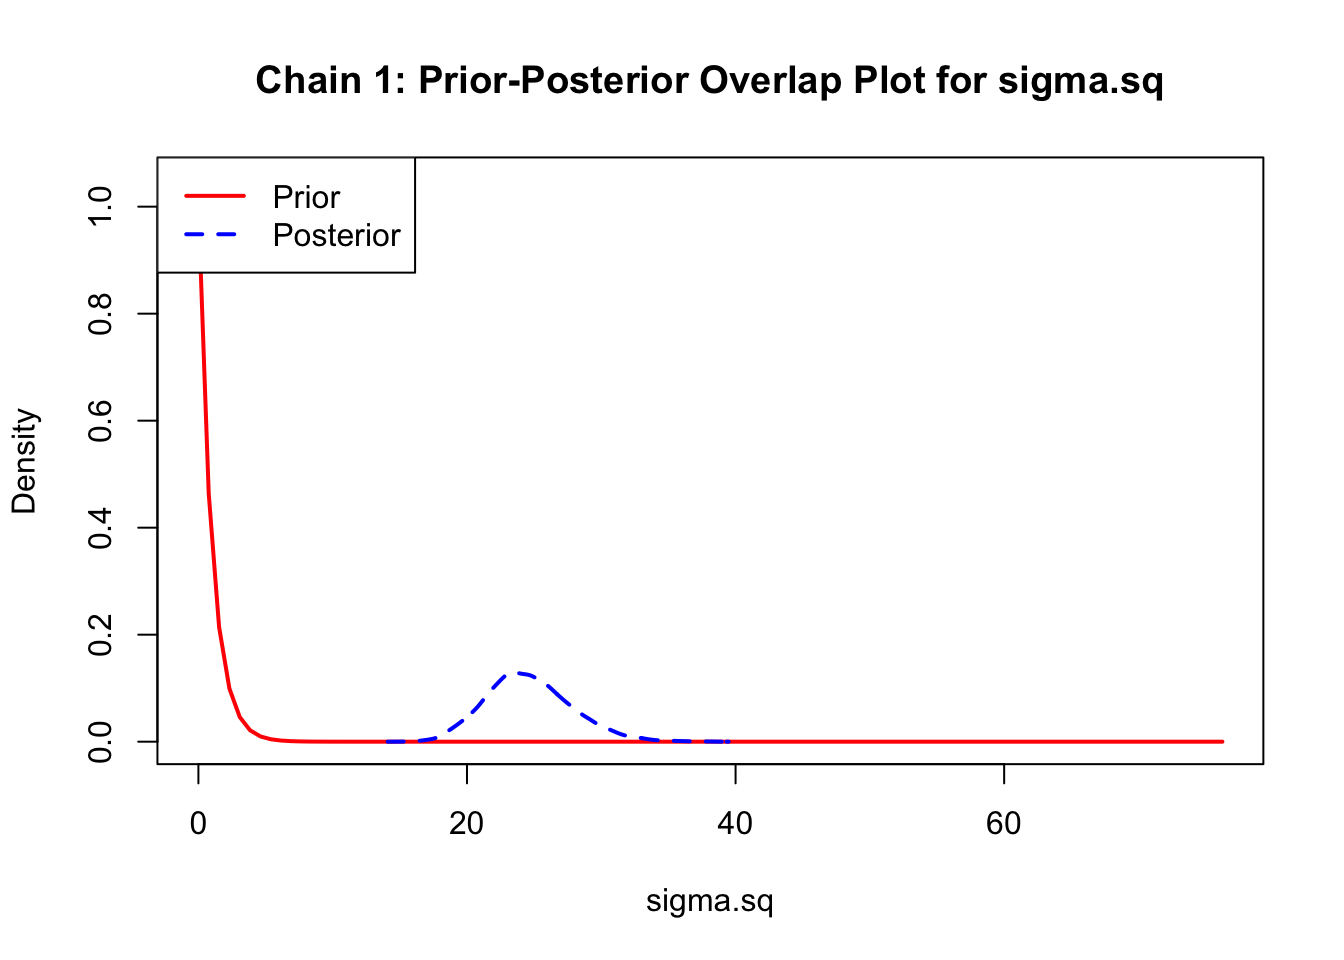 Chain 1: Prior-Posterior Overlap Plot for sigma.sq
Prior
Posterior
1.0
0.8
0.6
0.4
0.2
0.0
Density
0 20 40 60
sigma.sq